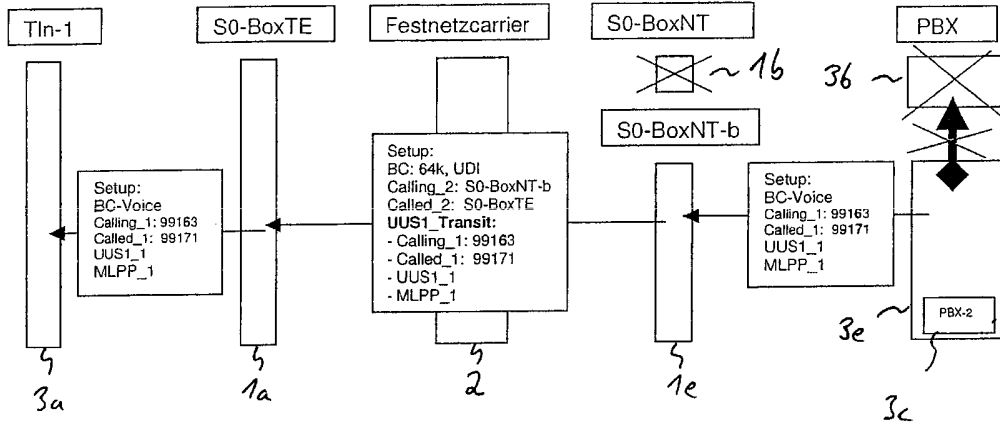 Tln-1
S0-BoxTE
Festnetzcarrier
S0-BoxNT
PBX
1b
3b
S0-BoxNT-b
Setup:
BC-Voice
Calling_1: 99163
Called_1: 99171
UUS1_1
MLPP_1
Setup:
BC: 64k, UDI
Calling_2: S0-BoxNT-b
Called_2: S0-BoxTE
UUS1_Transit:
- Calling_1: 99163
- Called_1: 99171
- UUS1_1
- MLPP_1
Setup:
BC-Voice
Calling_1: 99163
Called_1: 99171
UUS1_1
MLPP_1
PBX-2
3e
3a
1a
2
1e
3c